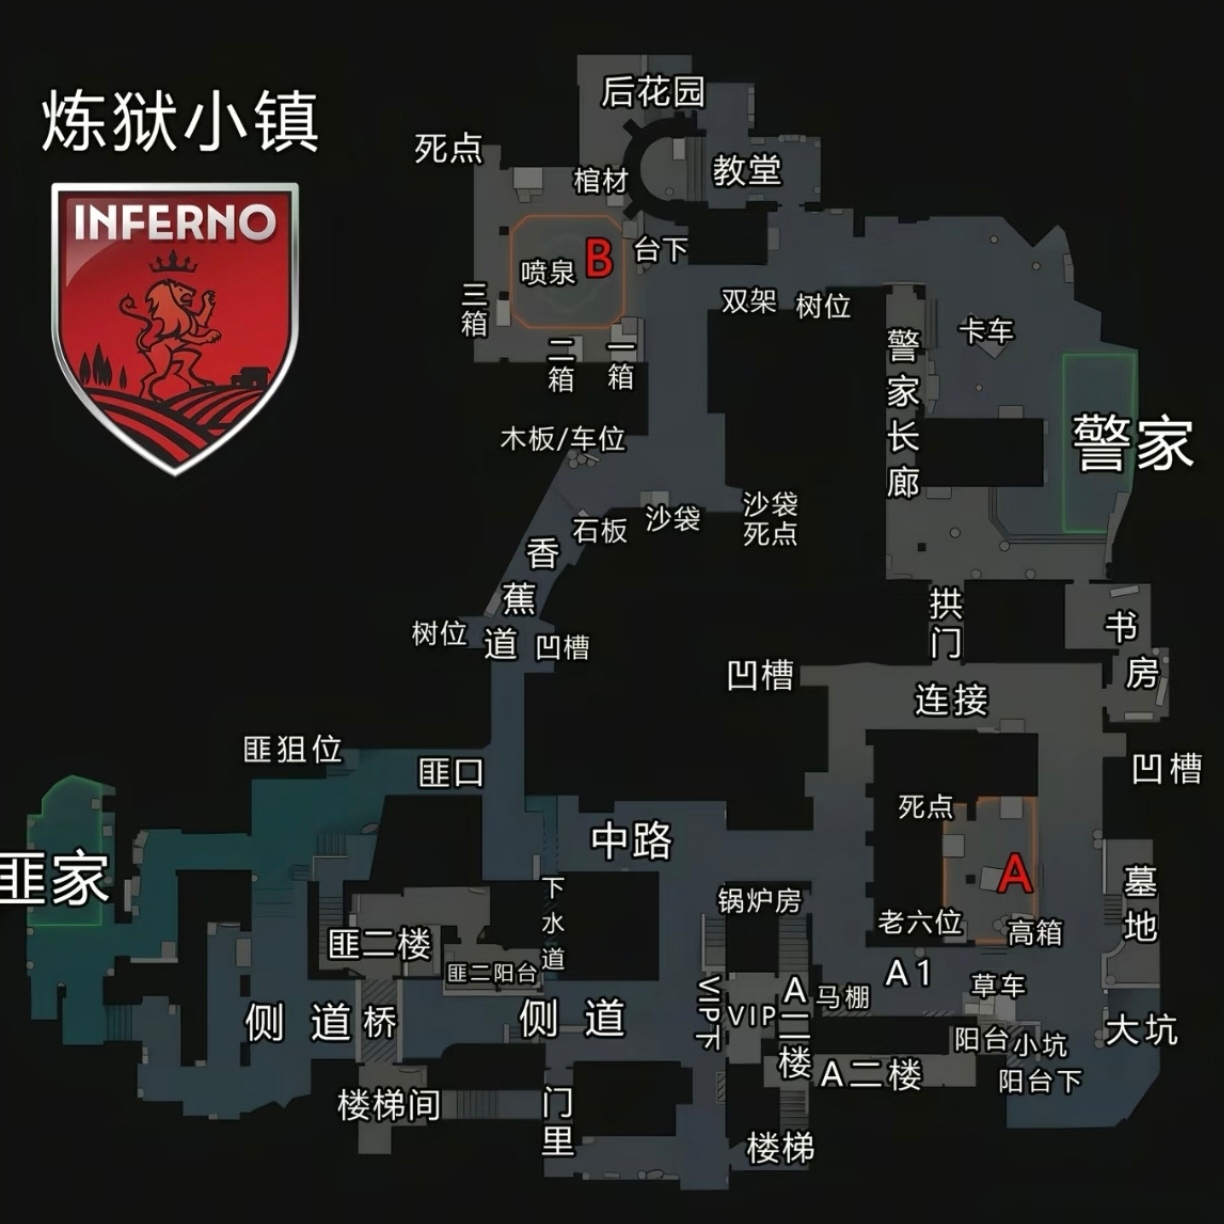 炼狱小镇
INFERNO
后花园
死点
棺材
教堂
喷泉
B
台下
三箱
二箱
一箱
双架
树位
警家长廊
卡车
警家
木板/车位
石板
沙袋
沙袋
死点
香蕉道
树位
凹槽
拱门
书房
凹槽
连接
凹槽
匪狙位
匪口
匪家
中路
死点
A
下水道
锅炉房
老六位
高箱
墓地
匪二楼
匪二阳台
A1
草车
侧道
桥
侧道
VIP下
VIP
A二楼
马棚
阳台
小坑
大坑
A二楼
阳台下
楼梯间
门里
楼梯